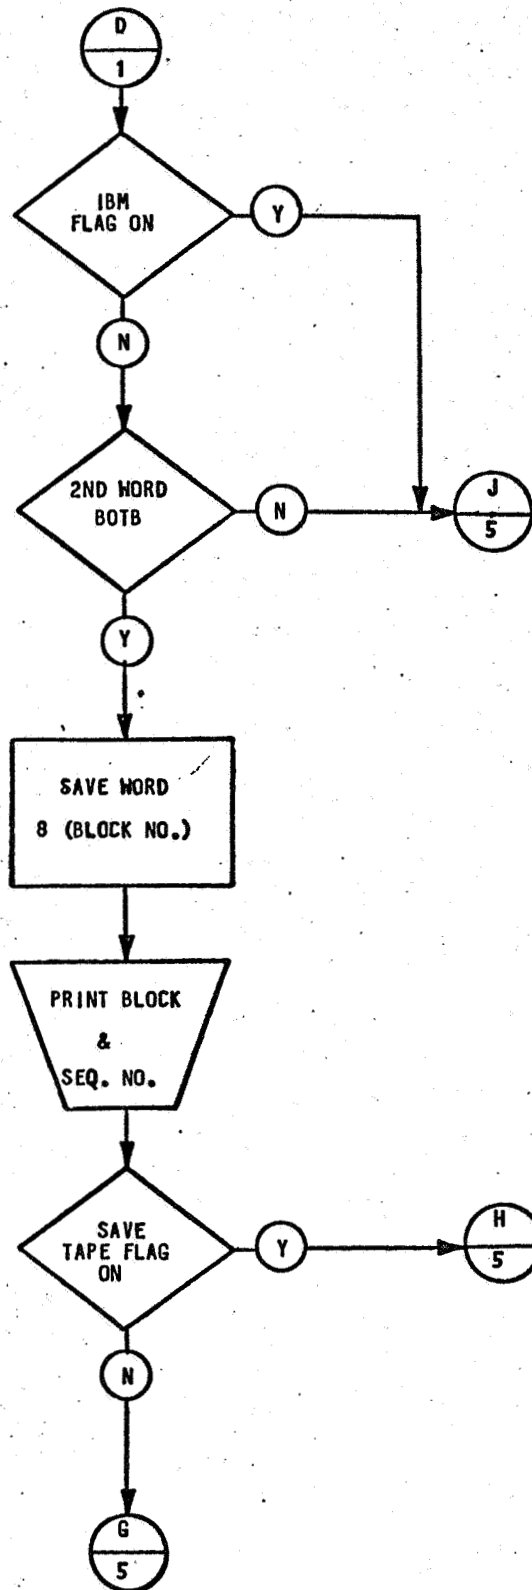 D
1
IBM
FLAG ON
Y
N
2ND WORD
BOTB
N
J
5
Y
SAVE WORD
8 (BLOCK NO.)
PRINT BLOCK
&
SEQ. NO.
SAVE
TAPE FLAG
ON
Y
H
5
N
G
5